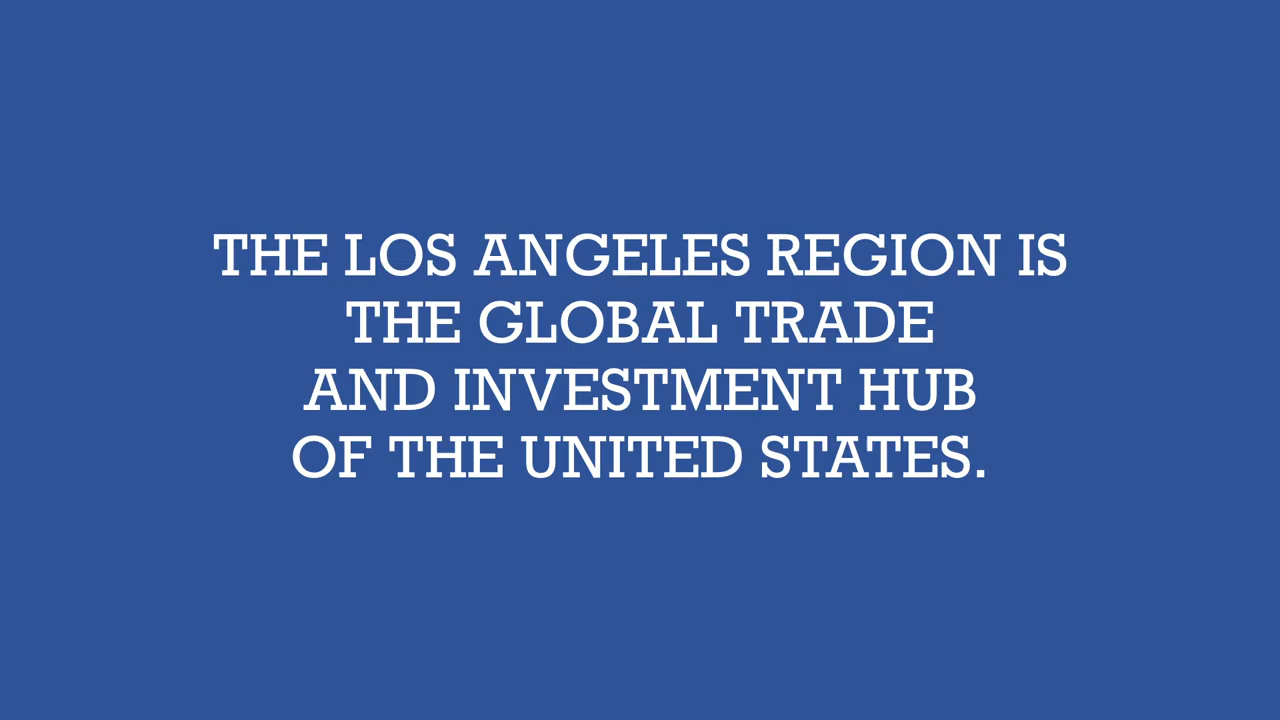 THE LOS ANGELES REGION IS
THE GLOBAL TRADE
AND INVESTMENT HUB
OF THE UNITED STATES.